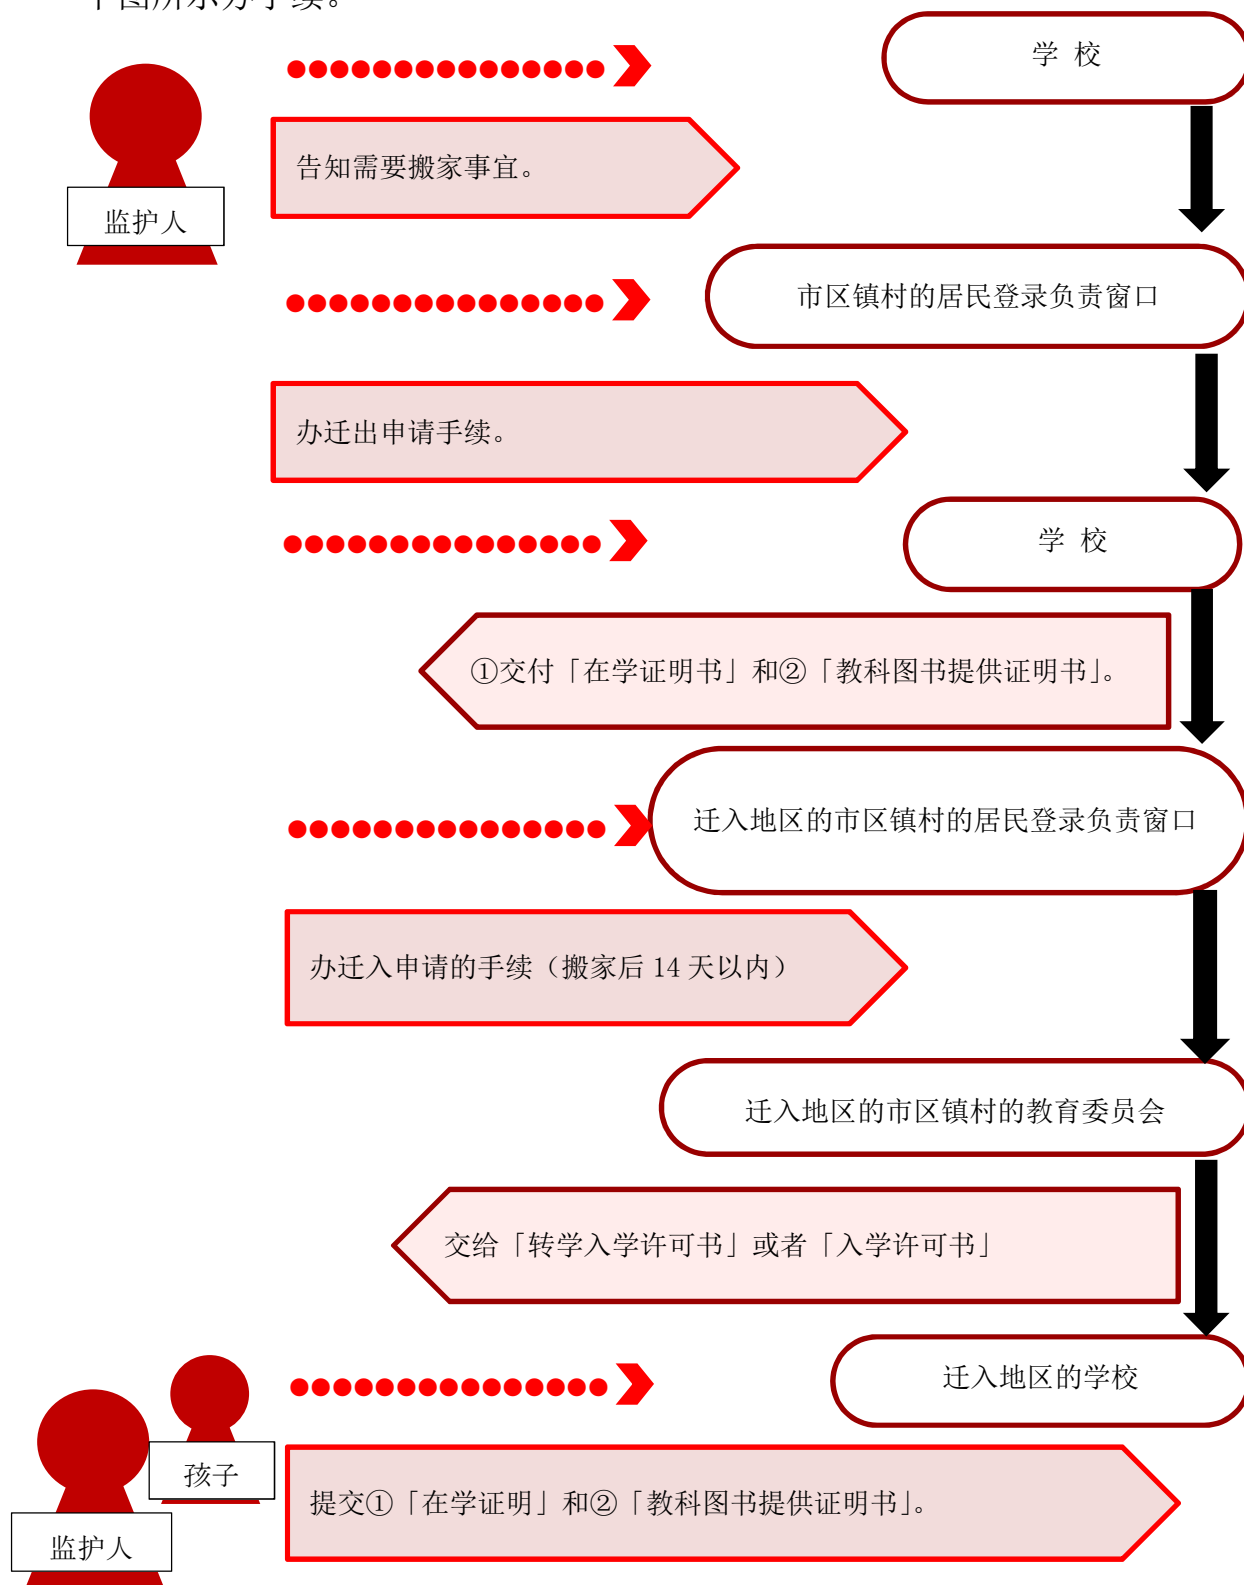 下图所示办手续。
学 校
告知需要搬家事宜。
监护人
市区镇村的居民登录负责窗口
办迁出申请手续。
学 校
①交付「在学证明书」和②「教科图书提供证明书」。
迁入地区的市区镇村的居民登录负责窗口
办迁入申请的手续（搬家后 14 天以内）
迁入地区的市区镇村的教育委员会
交给「转学入学许可书」或者「入学许可书」
迁入地区的学校
孩子
提交①「在学证明」和②「教科图书提供证明书」。
监护人